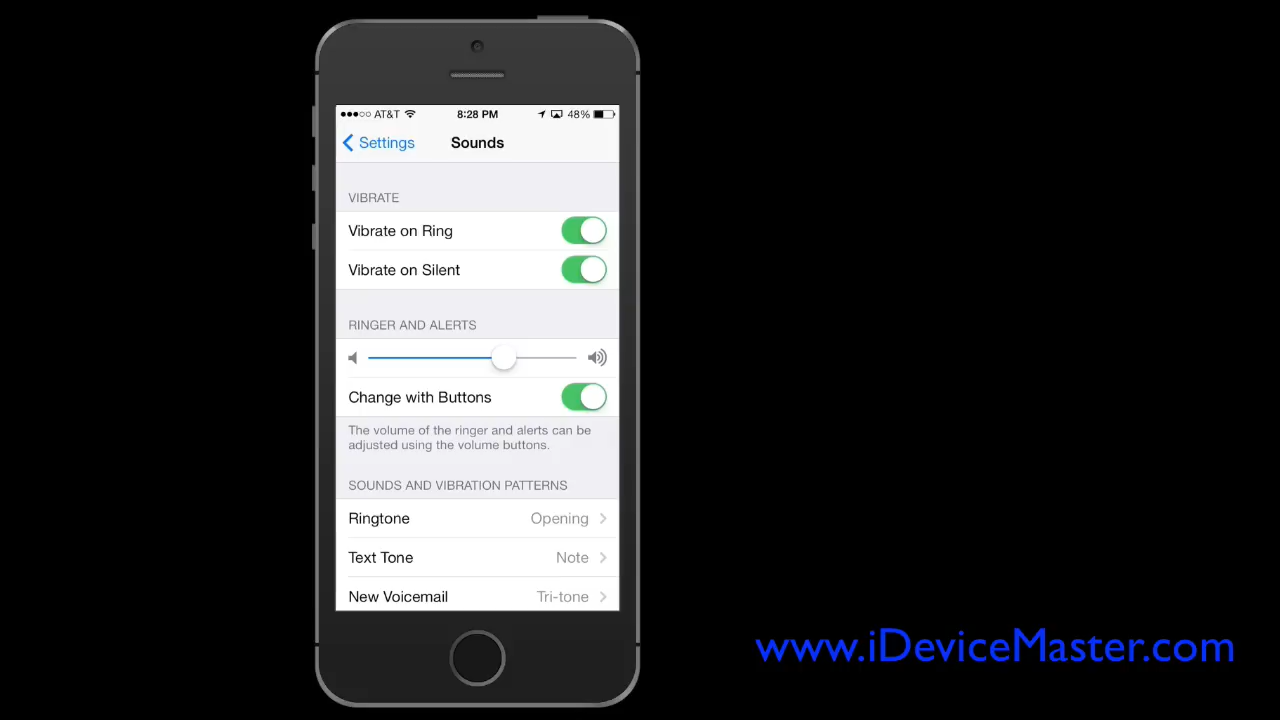 AT&T 8:28 PM 48%
Settings Sounds
VIBRATE
Vibrate on Ring
Vibrate on Silent
RINGER AND ALERTS
Change with Buttons
The volume of the ringer and alerts can be
adjusted using the volume buttons.
SOUNDS AND VIBRATION PATTERNS
Ringtone Opening
Text Tone Note
New Voicemail Tri-tone
www.iDeviceMaster.com